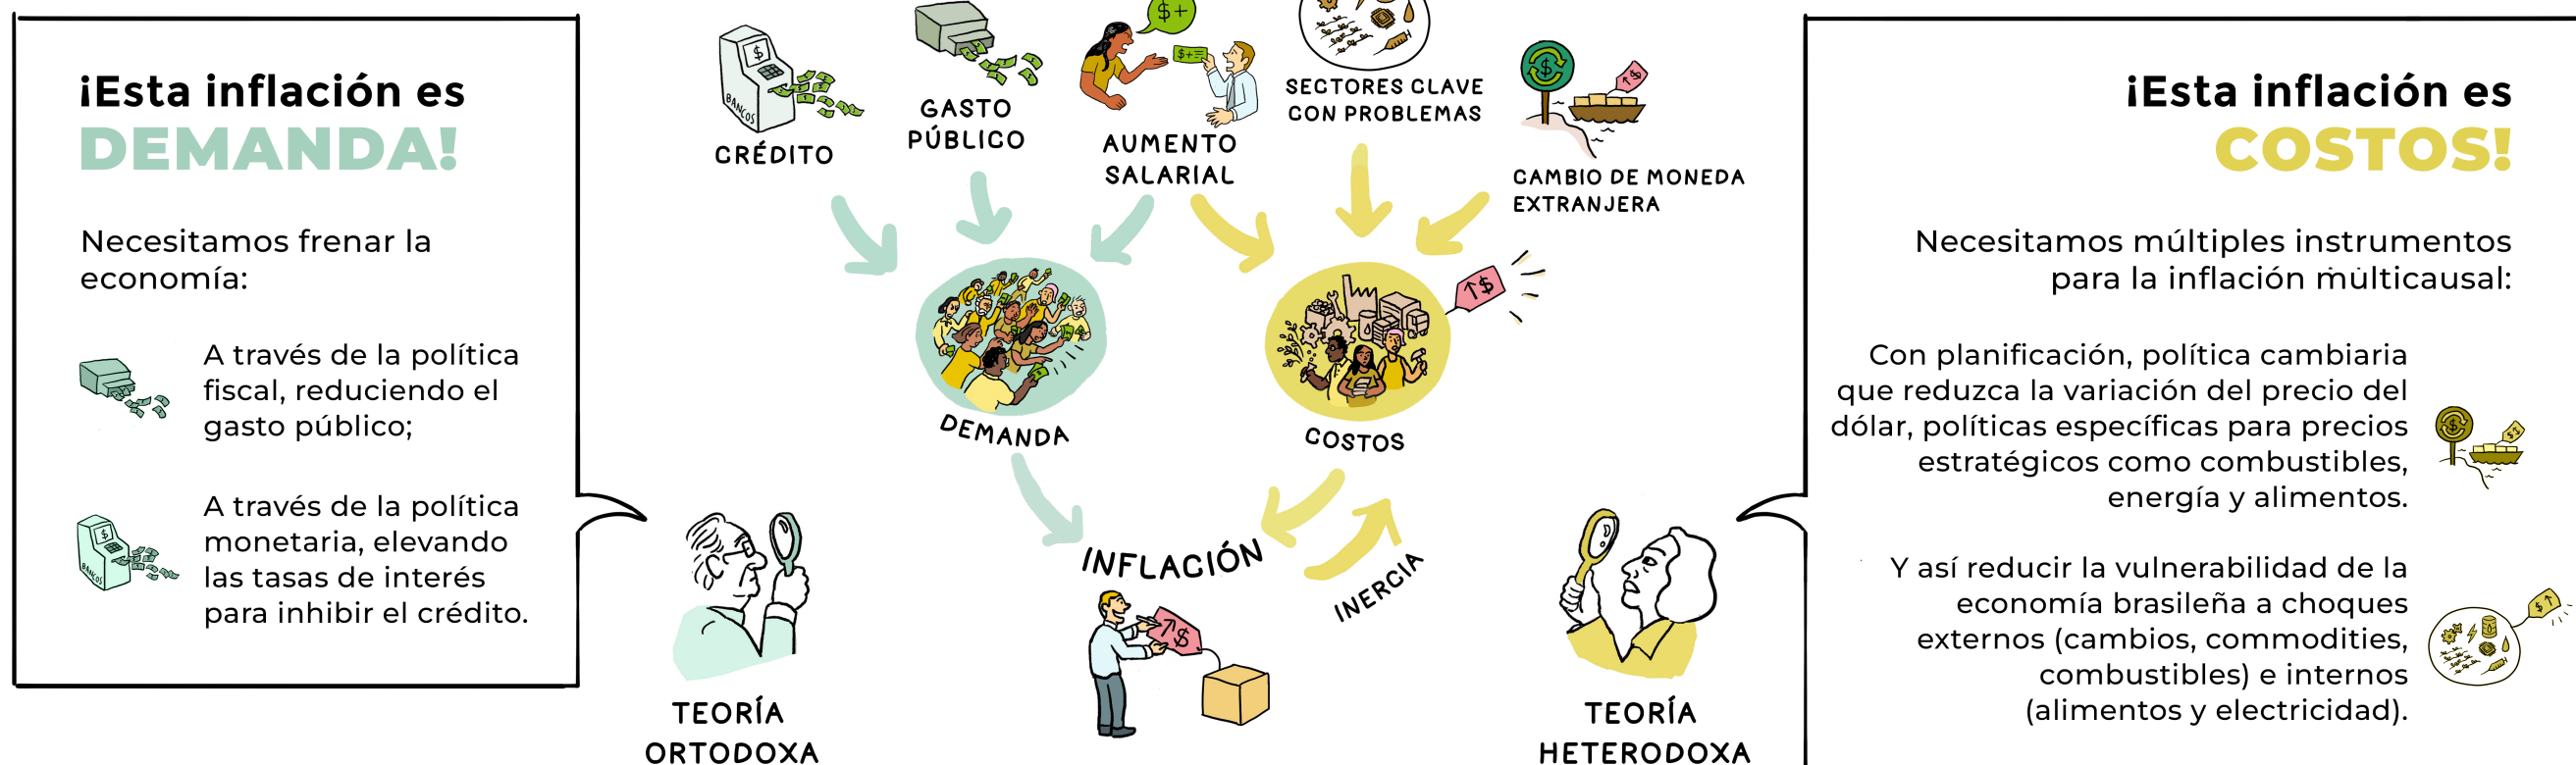 ¡Esta inflación es
DEMANDA!
Necesitamos frenar la
economía:
A través de la política
fiscal, reduciendo el
gasto público;
A través de la política
monetaria, elevando
las tasas de interés
para inhibir el crédito.
$
BANCOS
CRÉDITO
GASTO
PÚBLICO
$+
$+=
AUMENTO
SALARIAL
SECTORES CLAVE
CON PROBLEMAS
$
↑$
CAMBIO DE MONEDA
EXTRANJERA
DEMANDA
↑$
COSTOS
INFLACIÓN
INERCIA
↑$
TEORÍA
ORTODOXA
TEORÍA
HETERODOXA
¡Esta inflación es
COSTOS!
Necesitamos múltiples instrumentos
para la inflación multicausal:
Con planificación, política cambiaria
que reduzca la variación del precio del
dólar, políticas específicas para precios
estratégicos como combustibles,
energía y alimentos.
Y así reducir la vulnerabilidad de la
economía brasileña a choques
externos (cambios, commodities,
combustibles) e internos
(alimentos y electricidad).
$
$↑
$
BANCOS